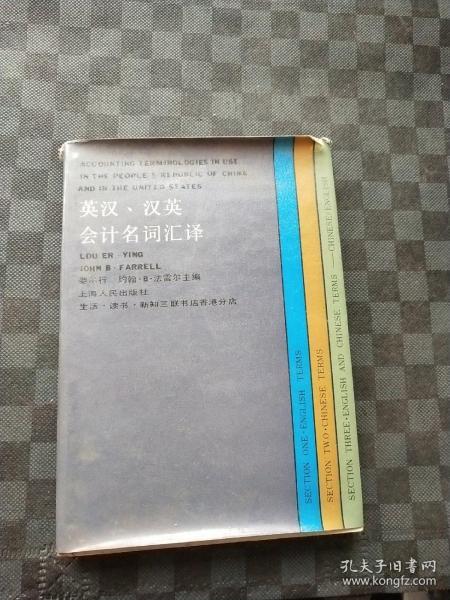 ACCOUNTING TERMINOLOGIES IN USE
IN THE PEOPLE'S REPUBLIC OF CHINA
AND IN THE UNITED STATES
英汉、汉英
会计名词汇译
LOU ER-YING
JOHN B·FARRELL
娄尔行 约翰·B·法雷尔主编
上海人民出版社
生活·读书·新知三联书店香港分店
SECTION ONE·ENGLISH TERMS
SECTION TWO·CHINESE TERMS
SECTION THREE·ENGLISH AND CHINESE TERMS——CHINESE/ENGLISH
孔夫子旧书网
www.kongfz.com